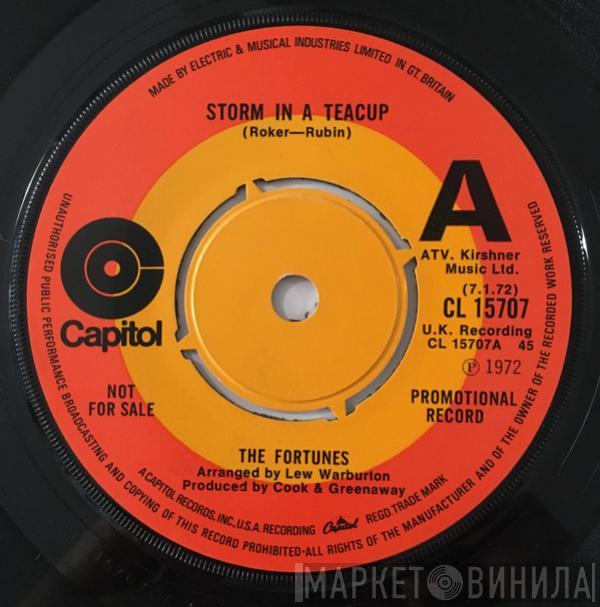 MADE BY ELECTRIC & MUSICAL INDUSTRIES LIMITED IN GT. BRITAIN
STORM IN A TEACUP
(Roker—Rubin)
A
ATV. Kirshner
Music Ltd.
(7.1.72)
CL 15707
U.K. Recording
CL 15707A 45
Ⓟ 1972
Capitol
NOT
FOR SALE
PROMOTIONAL
RECORD
THE FORTUNES
Arranged by Lew Warburton
Produced by Cook & Greenaway
A CAPITOL RECORDS, INC., U.S.A. RECORDING Capitol REGD. TRADE MARK
UNAUTHORISED PUBLIC PERFORMANCE BROADCASTING AND COPYING OF THIS RECORD PROHIBITED·ALL RIGHTS OF THE MANUFACTURER AND OF THE OWNER OF THE RECORDED WORK RESERVED
МАРКЕТ ВИНИЛА